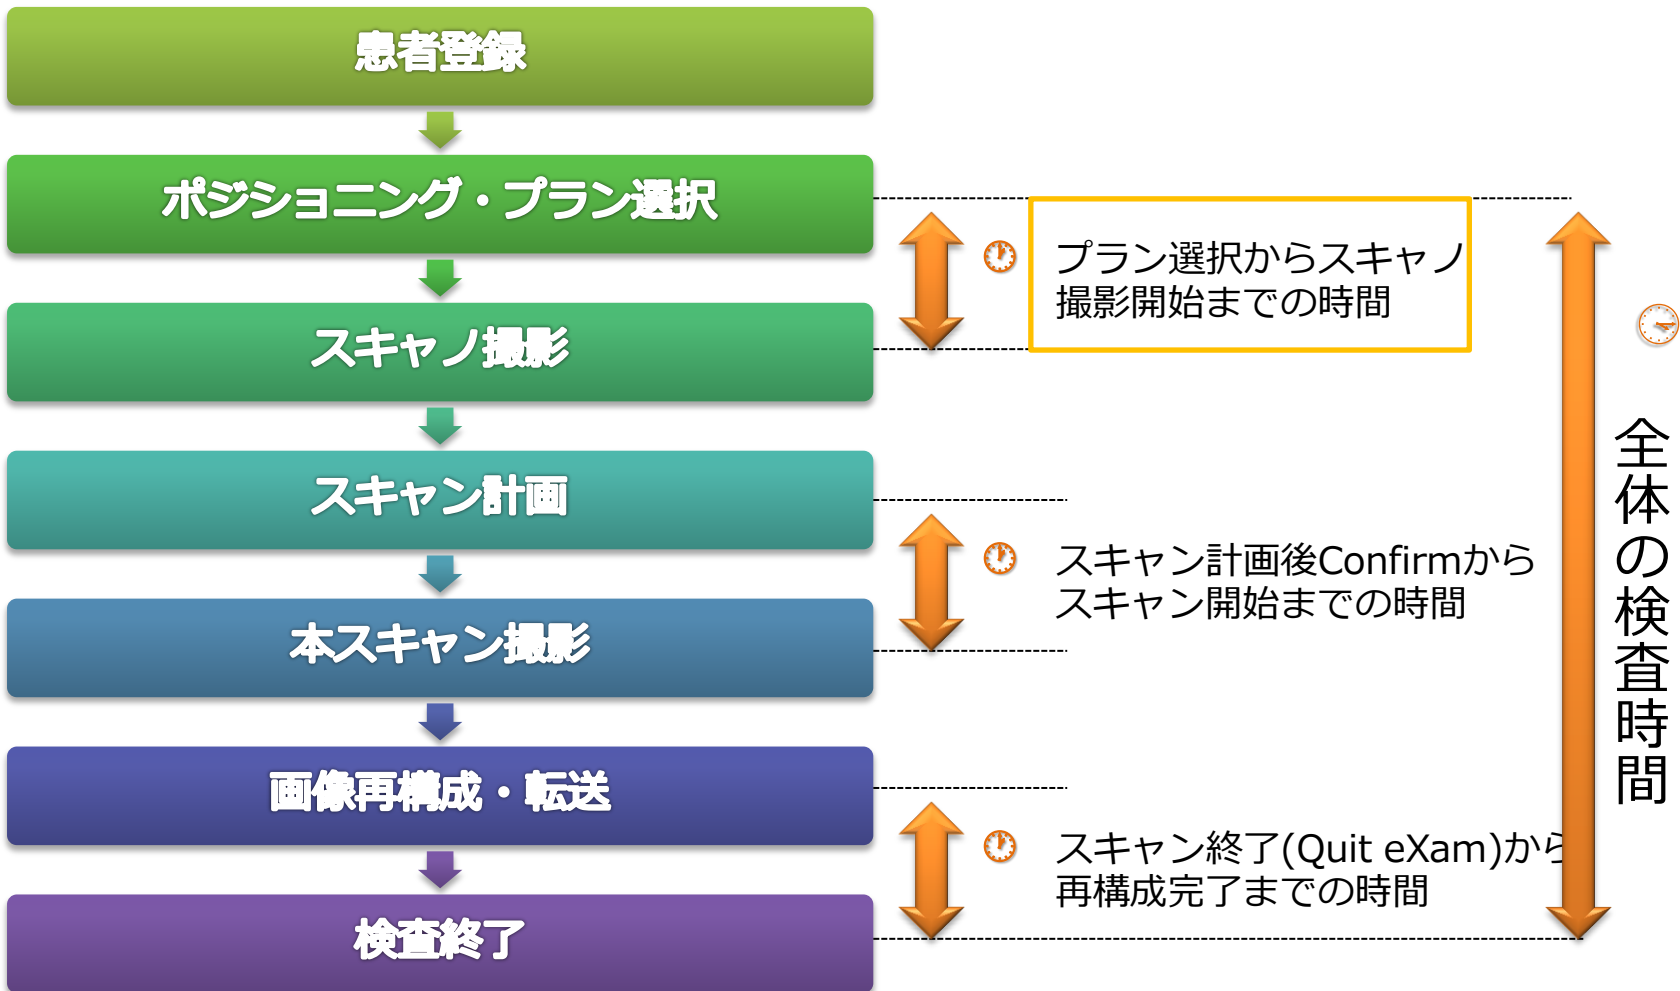 患者登録
ポジショニング・プラン選択
プラン選択からスキャノ
撮影開始までの時間
スキャノ撮影
スキャン計画
スキャン計画後Confirmから
スキャン開始までの時間
本スキャン撮影
画像再構成・転送
スキャン終了(Quit eXam)から
再構成完了までの時間
検査終了
全体の検査時間